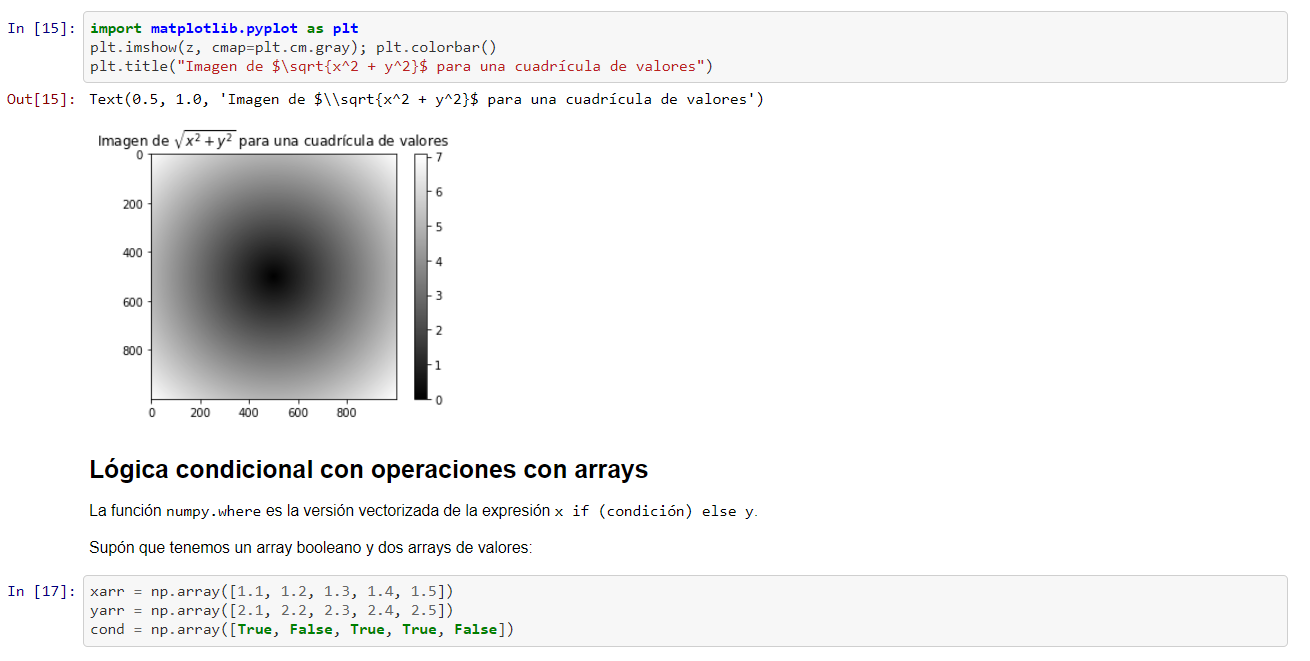 In [15]: import matplotlib.pyplot as plt
plt.imshow(z, cmap=plt.cm.gray); plt.colorbar()
plt.title("Imagen de $\sqrt{x^2 + y^2}$ para una cuadrícula de valores")
Out[15]: Text(0.5, 1.0, 'Imagen de $\\sqrt{x^2 + y^2}$ para una cuadrícula de valores')
Imagen de √x² + y² para una cuadrícula de valores
0
200
400
600
800
0 200 400 600 800
7
6
5
4
3
2
1
0
Lógica condicional con operaciones con arrays
La función numpy.where es la versión vectorizada de la expresión x if (condición) else y.
Supón que tenemos un array booleano y dos arrays de valores:
In [17]: xarr = np.array([1.1, 1.2, 1.3, 1.4, 1.5])
yarr = np.array([2.1, 2.2, 2.3, 2.4, 2.5])
cond = np.array([True, False, True, True, False])